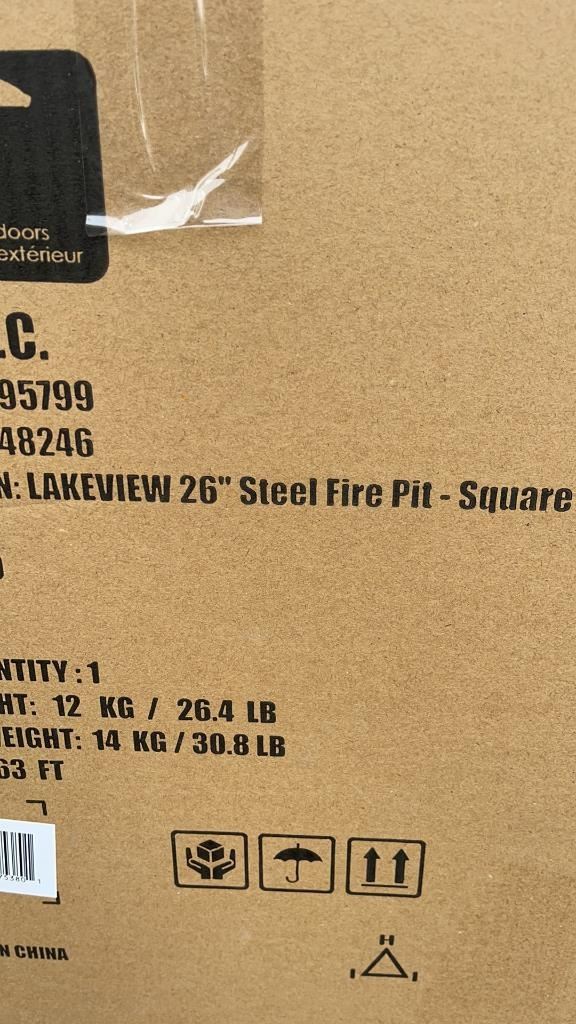 doors
extérieur
.C.
95799
48246
N: LAKEVIEW 26" Steel Fire Pit - Square
NTITY : 1
HT: 12 KG / 26.4 LB
EIGHT: 14 KG / 30.8 LB
63 FT
N CHINA
H